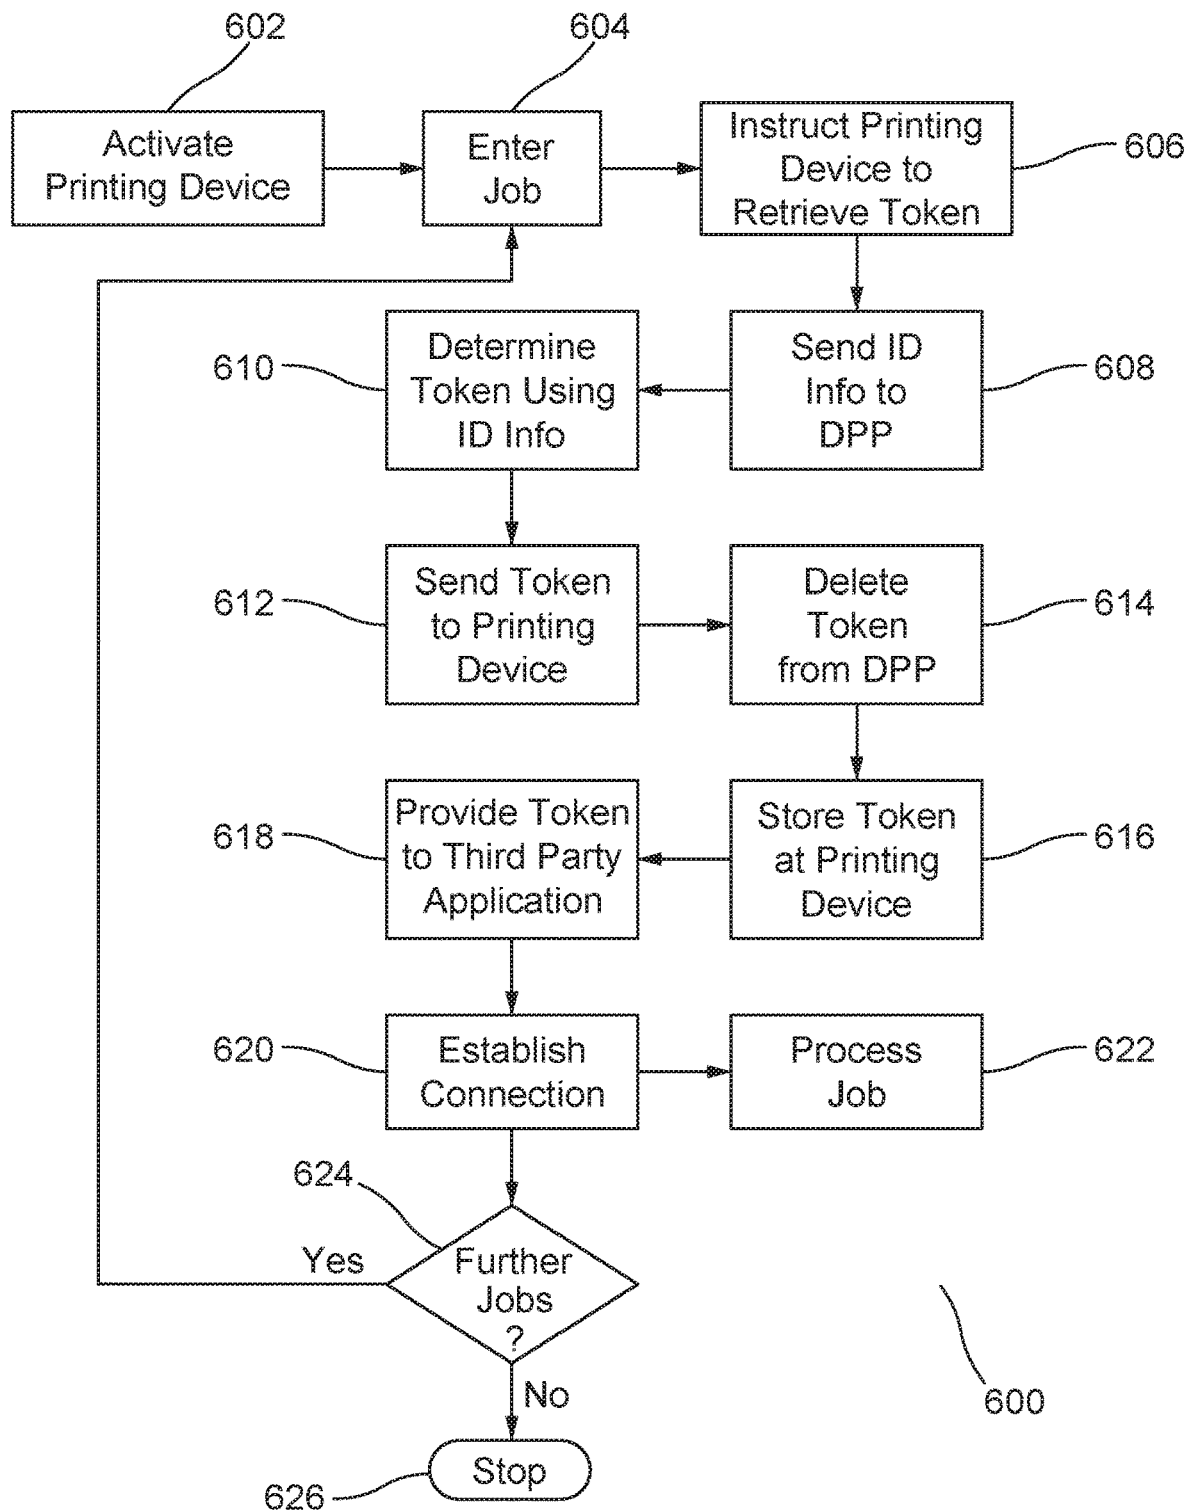 602
604
Activate
Printing Device
Enter
Job
Instruct Printing
Device to
Retrieve Token
606
610
Determine
Token Using
ID Info
Send ID
Info to
DPP
608
612
Send Token
to Printing
Device
Delete
Token
from DPP
614
618
Provide Token
to Third Party
Application
Store Token
at Printing
Device
616
620
Establish
Connection
Process
Job
622
624
Yes
Further
Jobs
?
No
600
Stop
626